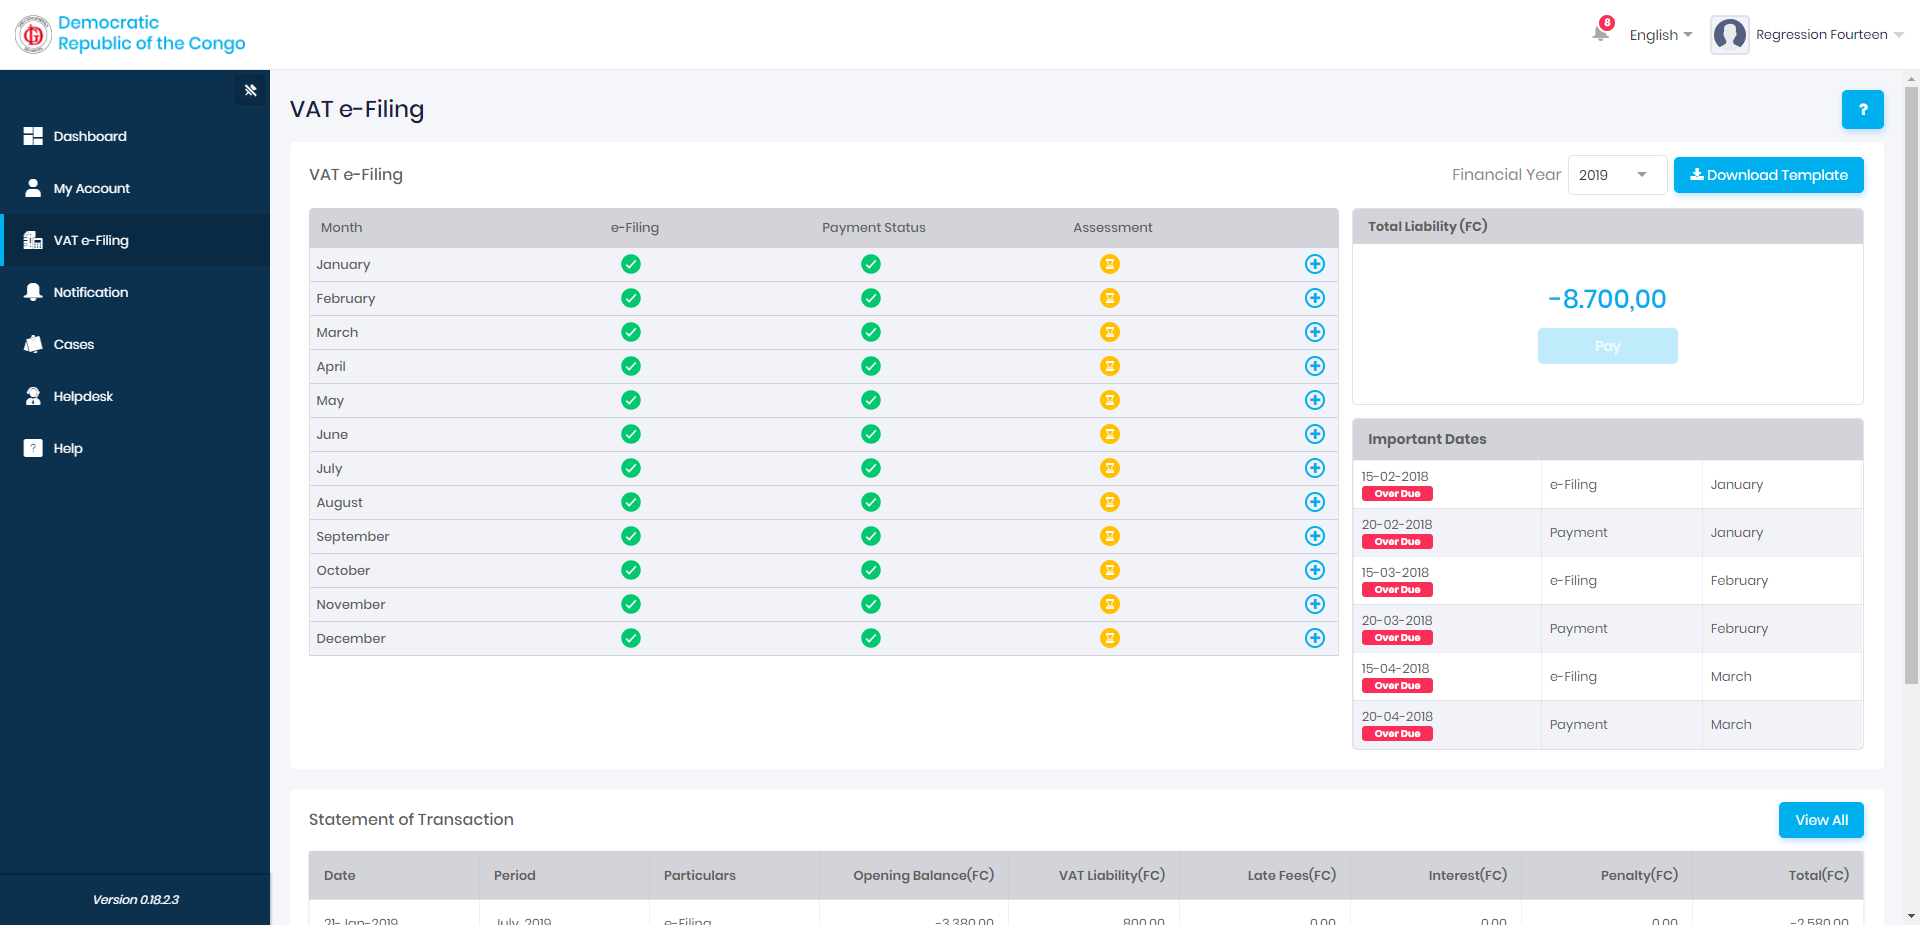 Democratic
Republic of the Congo
8
English
Regression Fourteen
Dashboard
My Account
VAT e-Filing
Notification
Cases
Helpdesk
? Help
Version 0.18.2.3
VAT e-Filing
?
VAT e-Filing
Financial Year 2019 Download Template
Month e-Filing Payment Status Assessment
January
February
March
April
May
June
July
August
September
October
November
December
Total Liability (FC)
-8.700,00
Pay
Important Dates
15-02-2018
Over Due
e-Filing January
20-02-2018
Over Due
Payment January
15-03-2018
Over Due
e-Filing February
20-03-2018
Over Due
Payment February
15-04-2018
Over Due
e-Filing March
20-04-2018
Over Due
Payment March
Statement of Transaction
View All
Date Period Particulars Opening Balance(FC) VAT Liability(FC) Late Fees(FC) Interest(FC) Penalty(FC) Total(FC)
21-Jan-2019 July, 2019 e-Filing -3.380,00 800,00 0,00 0,00 0,00 -2.580,00